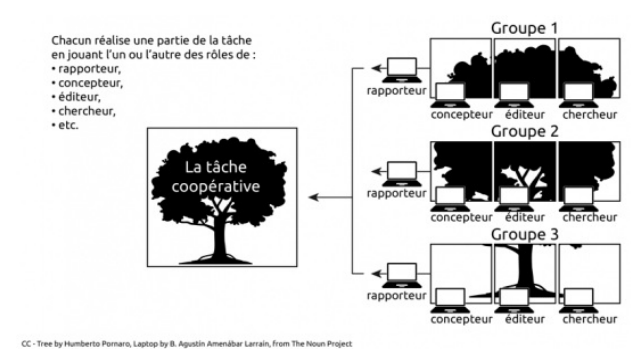 Chacun réalise une partie de la tâche
en jouant l'un ou l'autre des rôles de :
• rapporteur,
• concepteur,
• éditeur,
• chercheur,
• etc.
La tâche
coopérative
Groupe 1
rapporteur
concepteur éditeur chercheur
Groupe 2
rapporteur
concepteur éditeur chercheur
Groupe 3
rapporteur
concepteur éditeur chercheur
CC - Tree by Humberto Pornaro, Laptop by B. Agustín Amenábar Larraín, from The Noun Project